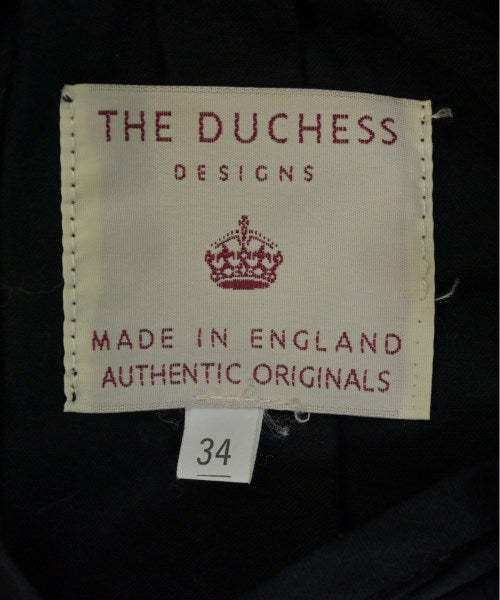 THE DUCHESS
DESIGNS
MADE IN ENGLAND
AUTHENTIC ORIGINALS
34